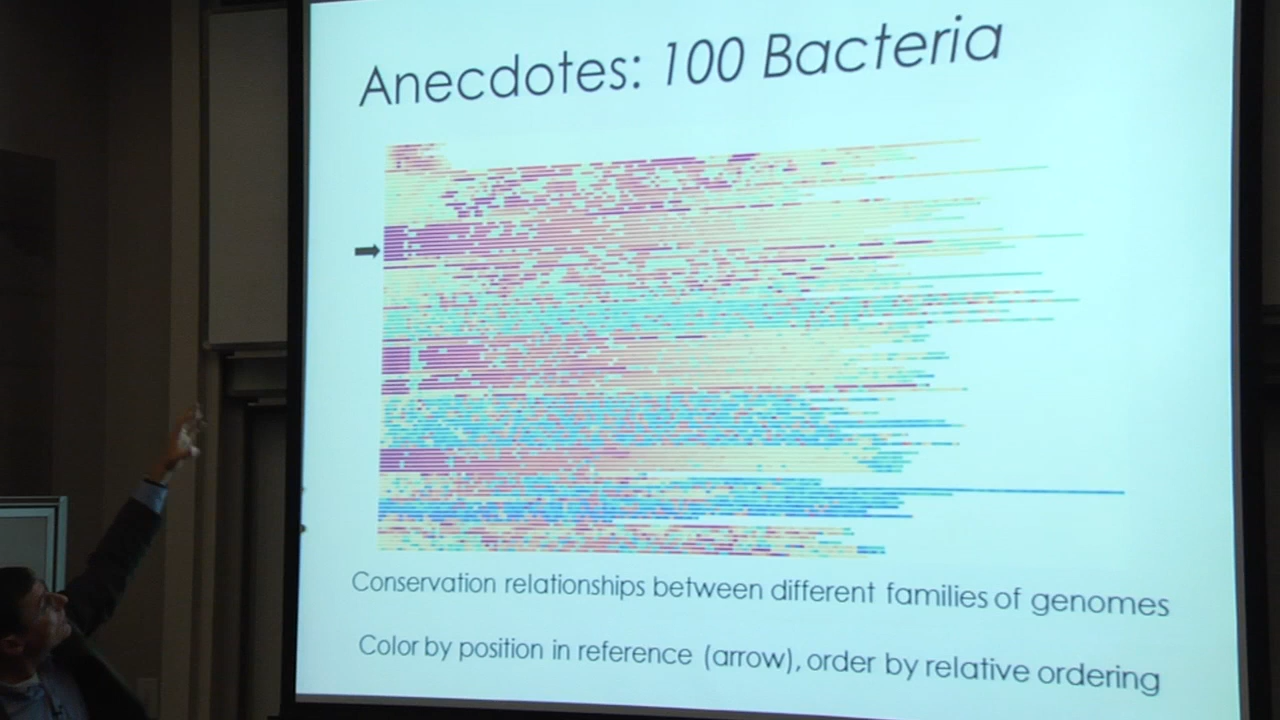 Anecdotes: 100 Bacteria
Conservation relationships between different families of genomes
Color by position in reference (arrow), order by relative ordering